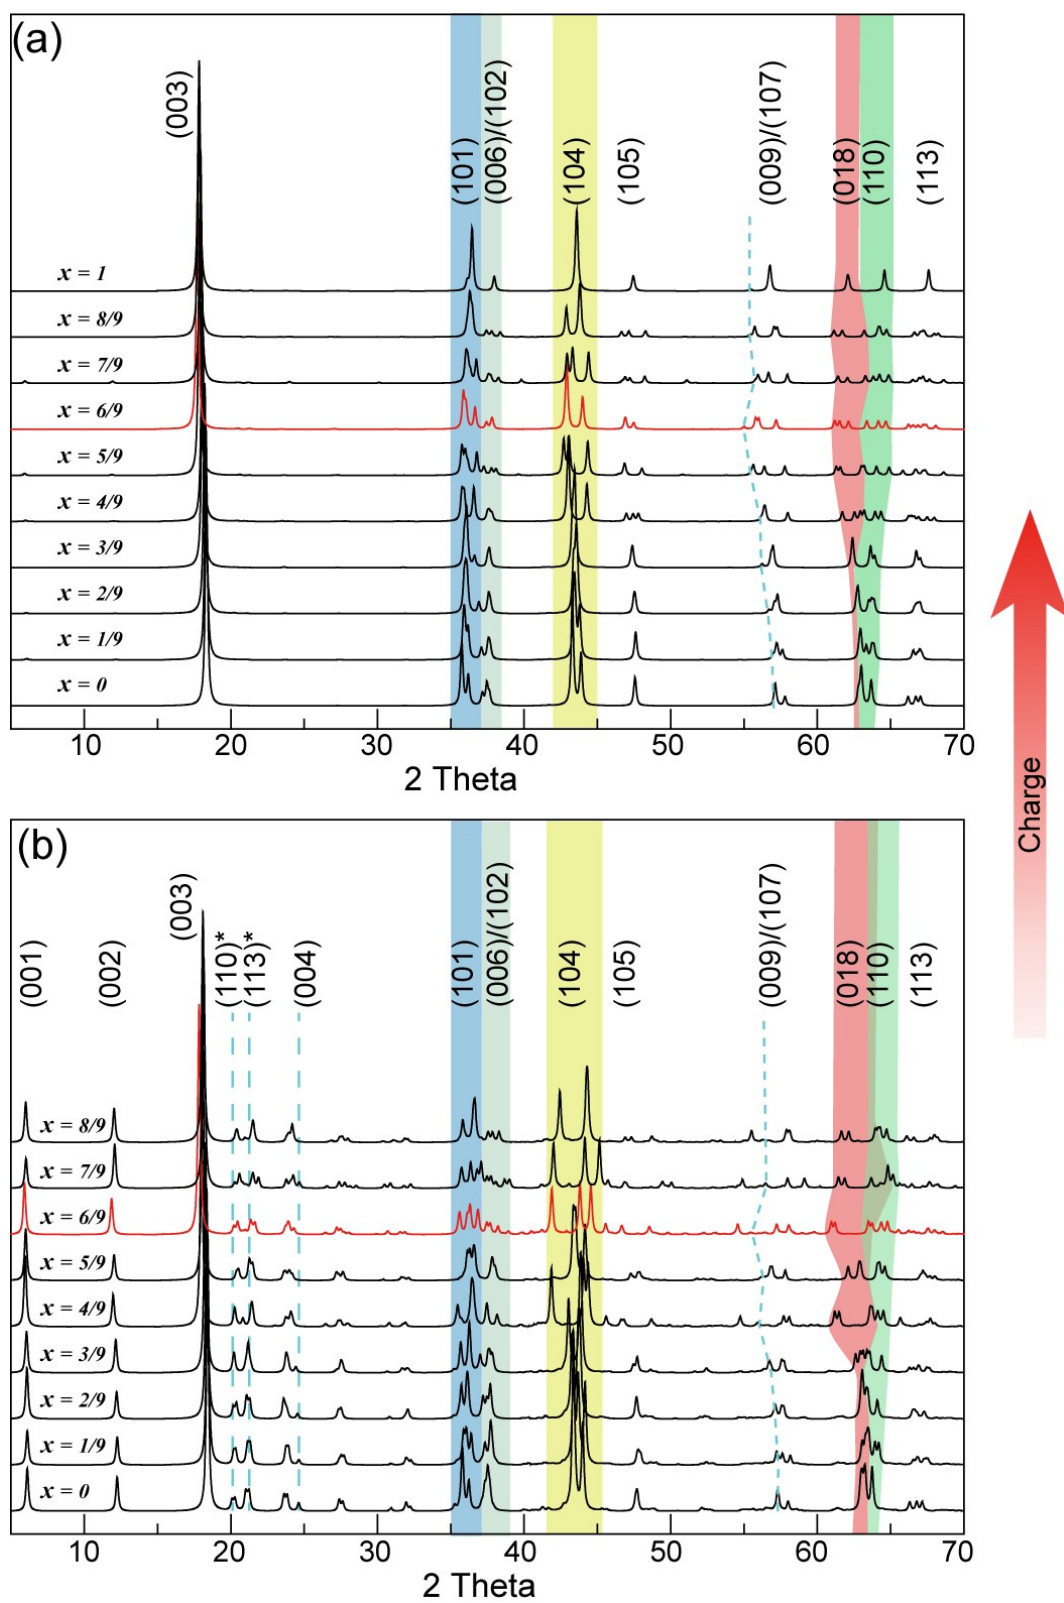 (a)
(003)
(101)
(006)/(102)
(104)
(105)
(009)/(107)
(018)
(110)
(113)
x = 1
x = 8/9
x = 7/9
x = 6/9
x = 5/9
x = 4/9
x = 3/9
x = 2/9
x = 1/9
x = 0
10 20 30 40 50 60 70
2 Theta
Charge
(b)
(001)
(002)
(003)
(110)*
(113)*
(004)
(101)
(006)/(102)
(104)
(105)
(009)/(107)
(018)
(110)
(113)
x = 8/9
x = 7/9
x = 6/9
x = 5/9
x = 4/9
x = 3/9
x = 2/9
x = 1/9
x = 0
10 20 30 40 50 60 70
2 Theta